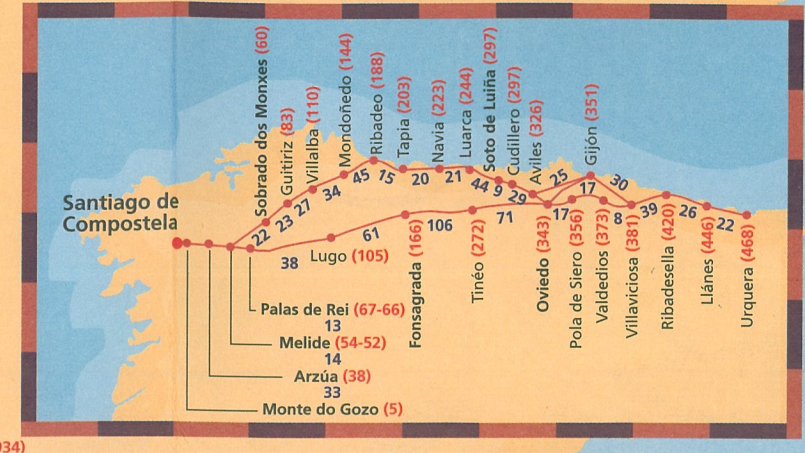 Santiago de
Compostela
Sobrado dos Monxes (60)
Guitiriz (83)
Villalba (110)
Mondoñedo (144)
Ribadeo (188)
Tapia (203)
Navia (223)
Luarca (244)
Soto de Luiña (297)
Cudillero (297)
Aviles (326)
Gijón (351)
22
23
27
34
45
15
20
21
44
9
29
25
17
30
38
61
106
71
17
8
39
26
22
Lugo (105)
Fonsagrada (166)
Tinéo (272)
Oviedo (343)
Pola de Siero (356)
Valdedios (373)
Villaviciosa (381)
Ribadesella (420)
Llánes (446)
Urquera (468)
Palas de Rei (67-66)
13
Melide (54-52)
14
Arzúa (38)
33
Monte do Gozo (5)
034)